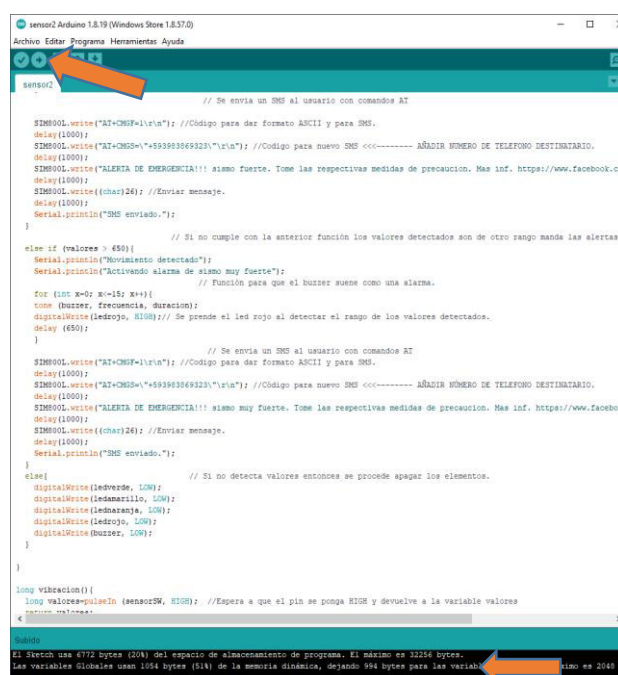 sensor2 Arduino 1.8.19 (Windows Store 1.8.57.0)
Archivo Editar Programa Herramientas Ayuda
sensor2
// Se envia un SMS al usuario con comandos AT
SIM800L.write("AT+CMGF=1\r\n"); //Código para dar formato ASCII y para SMS.
delay(1000);
SIM800L.write("AT+CMGS=\"+593983869323\"\r\n"); //Codigo para nuevo SMS <<<-------- AÑADIR NUMERO DE TELEFONO DESTINATARIO.
delay(1000);
SIM800L.write("ALERTA DE EMERGENCIA!!! sismo fuerte. Tome las respectivas medidas de precaucion. Mas inf. https://www.facebook.c
delay(1000);
SIM800L.write((char)26); //Enviar mensaje.
delay(1000);
Serial.println("SMS enviado.");
}
// Si no cumple con la anterior función los valores detectados son de otro rango manda las alertas
else if (valores > 650){
Serial.println("Movimiento detectado");
Serial.println("Activando alarma de sismo muy fuerte");
// Función para que el buzzer suene como una alarma.
for (int x=0; x<=15; x++){
tone (buzzer, frecuencia, duracion);
digitalWrite(ledrojo, HIGH);// Se prende el led rojo al detectar el rango de los valores detectados.
delay (650);
}
// Se envia un SMS al usuario con comandos AT
SIM800L.write("AT+CMGF=1\r\n"); //Codigo para dar formato ASCII y para SMS.
delay(1000);
SIM800L.write("AT+CMGS=\"+593983869323\"\r\n"); //Código para nuevo SMS <<<-------- AÑADIR NÚMERO DE TELEFONO DESTINATARIO.
delay(1000);
SIM800L.write("ALERTA DE EMERGENCIA!!! sismo muy fuerte. Tome las respectivas medidas de precaucion. Mas inf. https://www.facebo
delay(1000);
SIM800L.write((char)26); //Enviar mensaje.
delay(1000);
Serial.println("SMS enviado.");
}
else{ // Si no detecta valores entonces se procede apagar los elementos.
digitalWrite(ledverde, LOW);
digitalWrite(ledamarillo, LOW);
digitalWrite(lednaranja, LOW);
digitalWrite(ledrojo, LOW);
digitalWrite(buzzer, LOW);
}
}
long vibracion(){
long valores=pulseIn (sensorSW, HIGH); //Espera a que el pin se ponga HIGH y devuelve a la variable valores
return valores;
Subido
El Sketch usa 6772 bytes (20%) del espacio de almacenamiento de programa. El máximo es 32256 bytes.
Las variables Globales usan 1054 bytes (51%) de la memoria dinámica, dejando 994 bytes para las variabl ximo es 2048